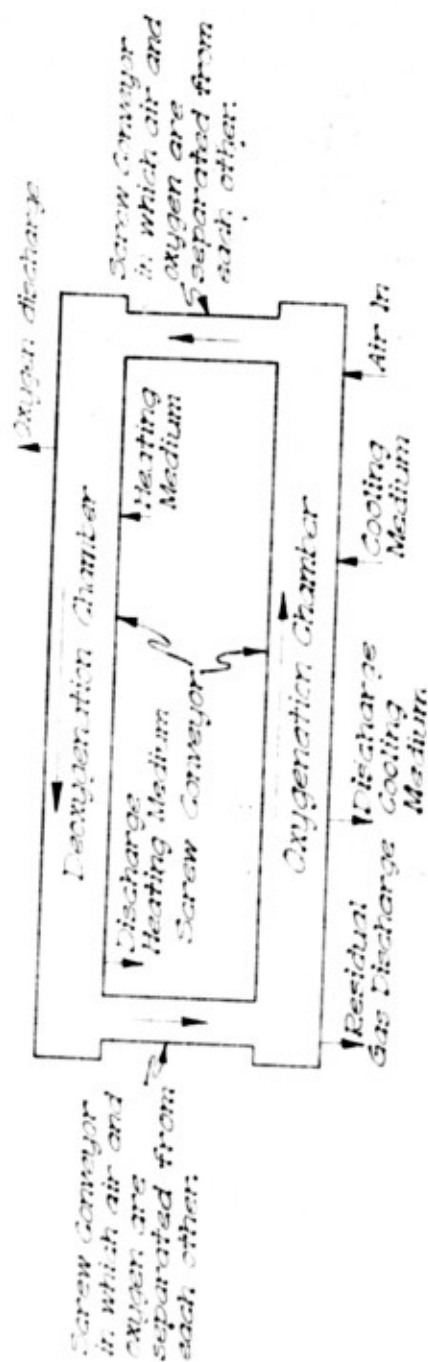 Oxygen discharge
Screw Conveyor
in which air and
oxygen are
separated from
each other.
Deoxygenation Chamber
Heating
Medium
Discharge
Heating Medium
Screw Conveyor
Screw Conveyor
in which air and
oxygen are
separated from
each other.
Oxygenation Chamber
Residual
Gas Discharge
Discharge
Cooling
Medium
Cooling
Medium
Air In